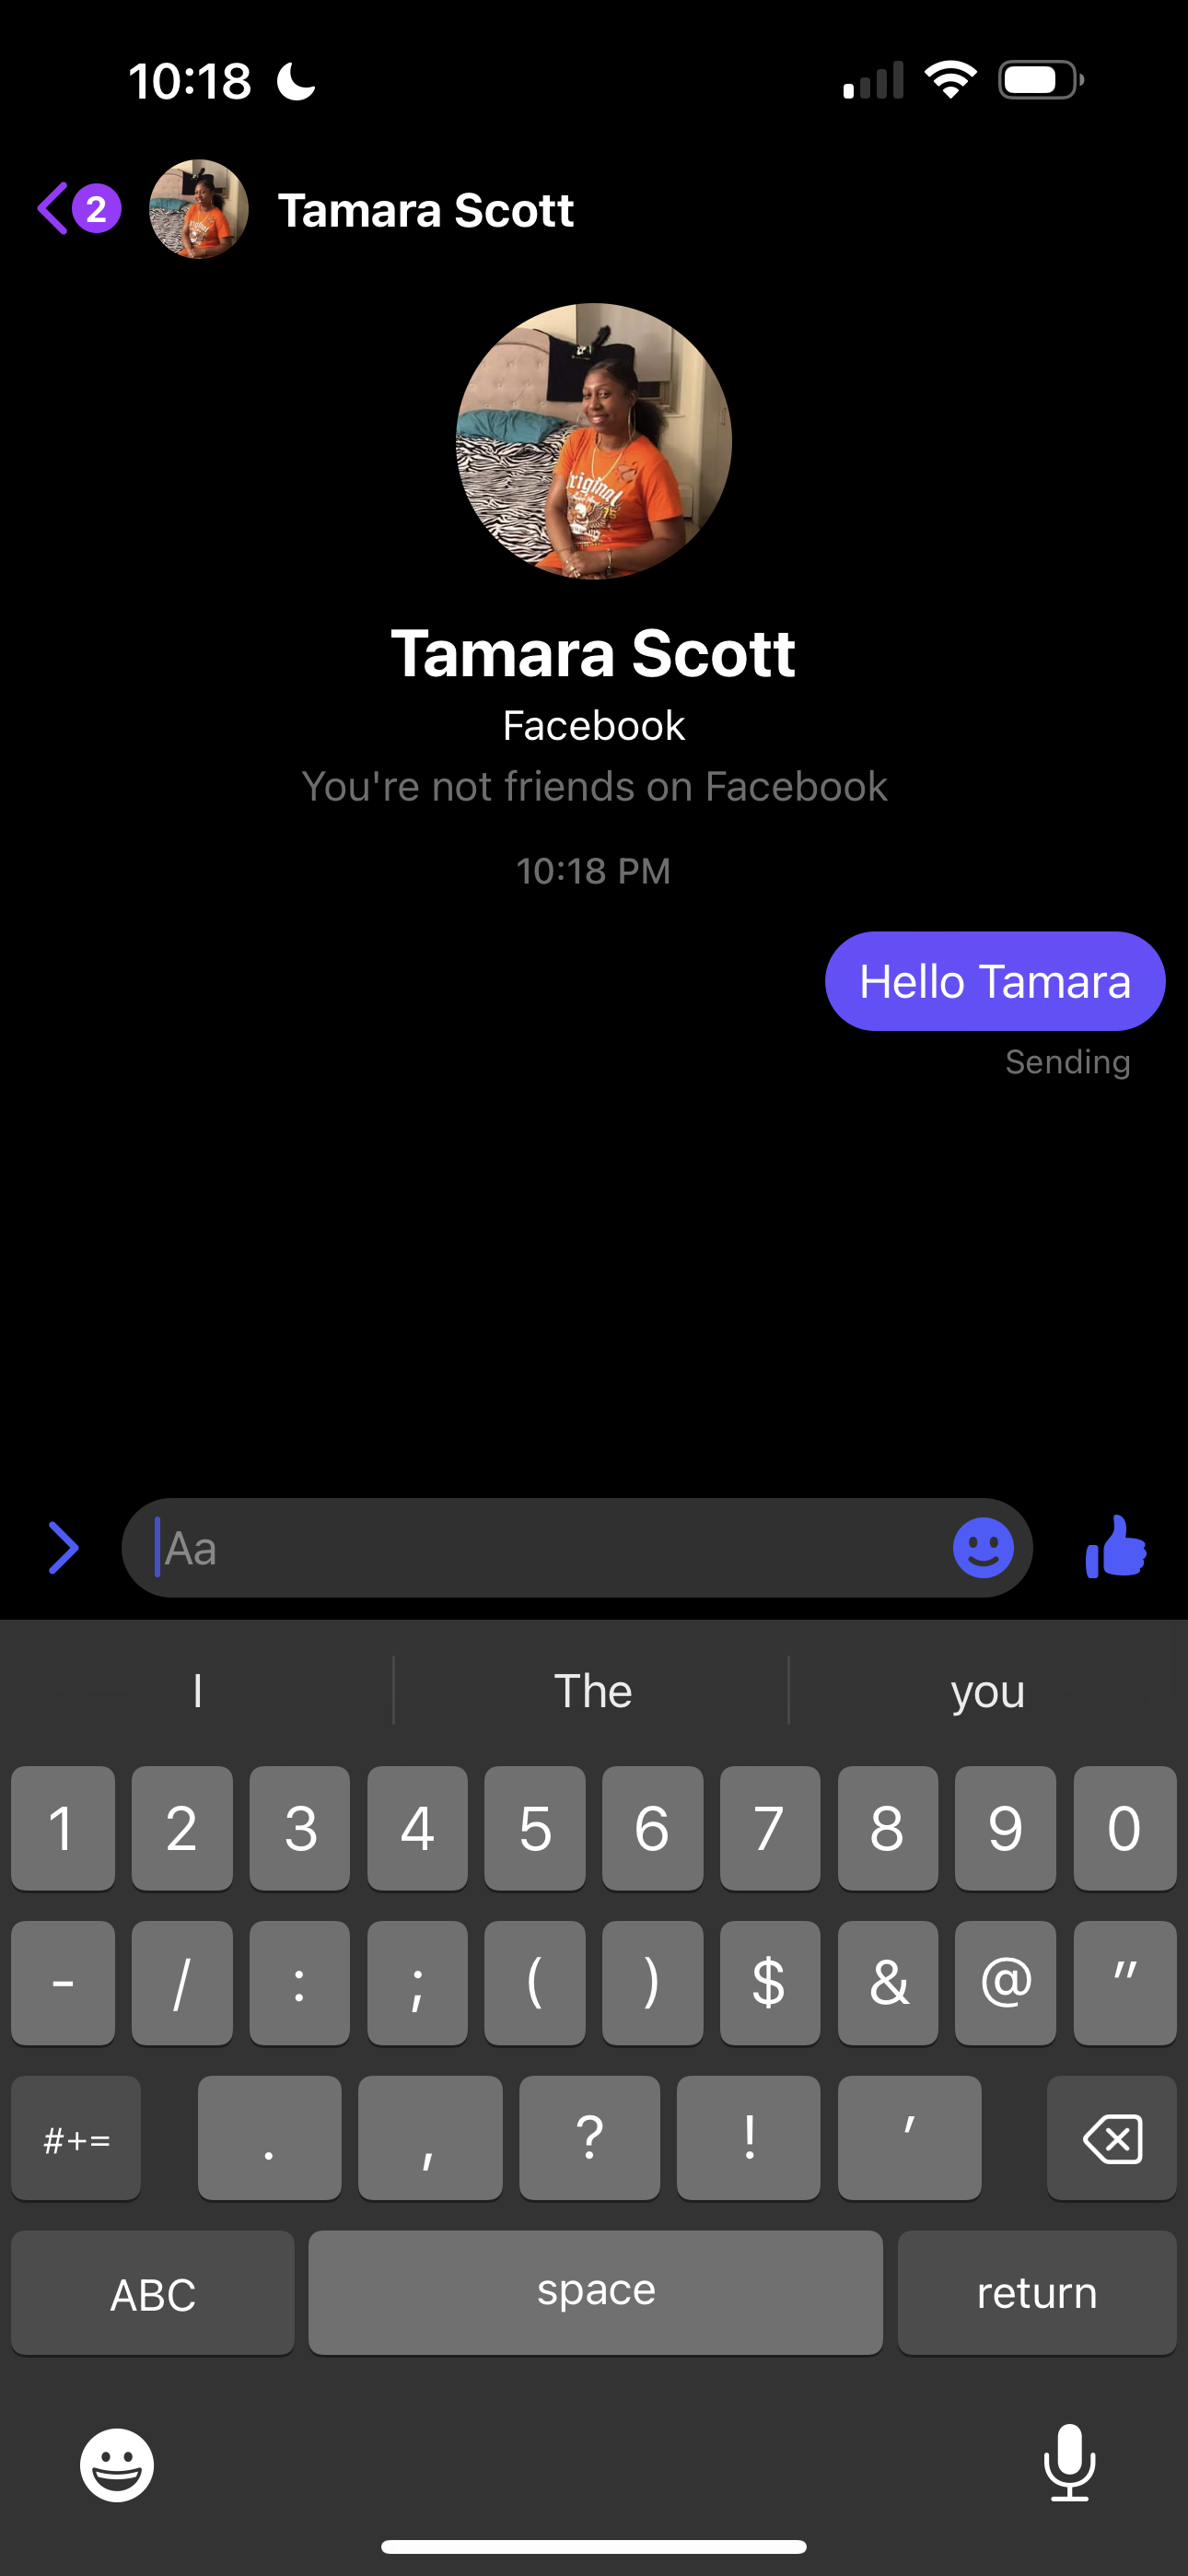 10:18
2
Tamara Scott
Original
Tamara Scott
Facebook
You're not friends on Facebook
10:18 PM
Hello Tamara
Sending
Aa
I The you
1 2 3 4 5 6 7 8 9 0
- / : ; ( ) $ & @ "
#+= . , ? ! '
ABC space return